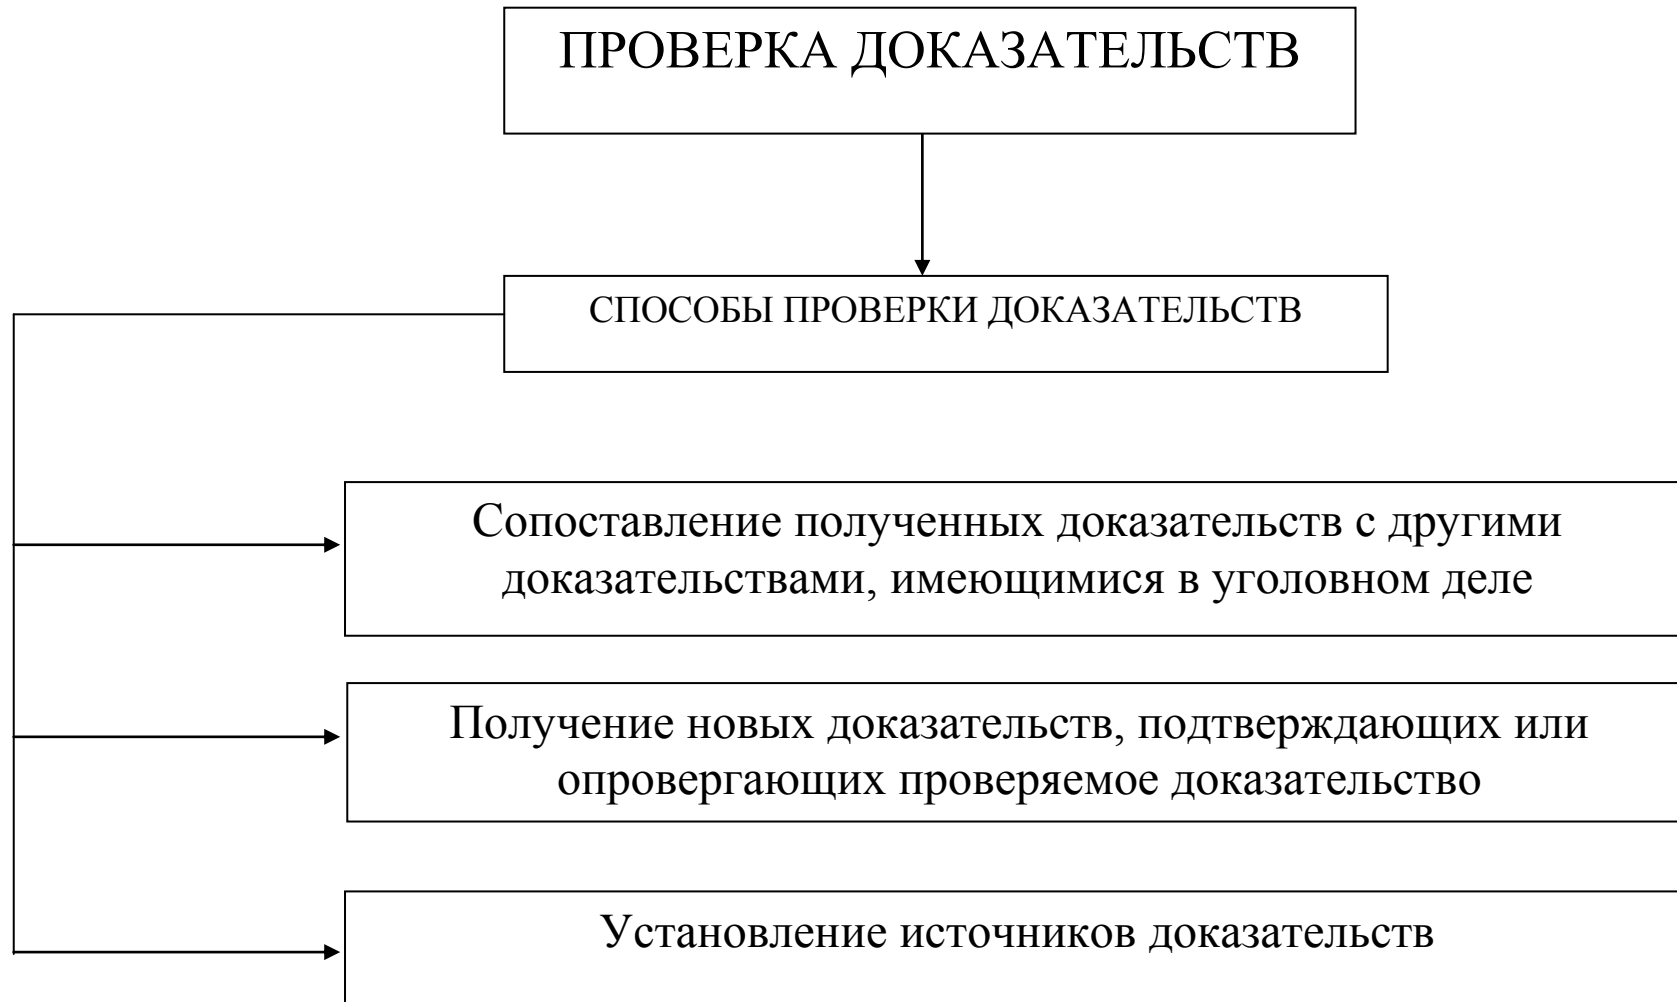 ПРОВЕРКА ДОКАЗАТЕЛЬСТВ
СПОСОБЫ ПРОВЕРКИ ДОКАЗАТЕЛЬСТВ
Сопоставление полученных доказательств с другими
доказательствами, имеющимися в уголовном деле
Получение новых доказательств, подтверждающих или
опровергающих проверяемое доказательство
Установление источников доказательств